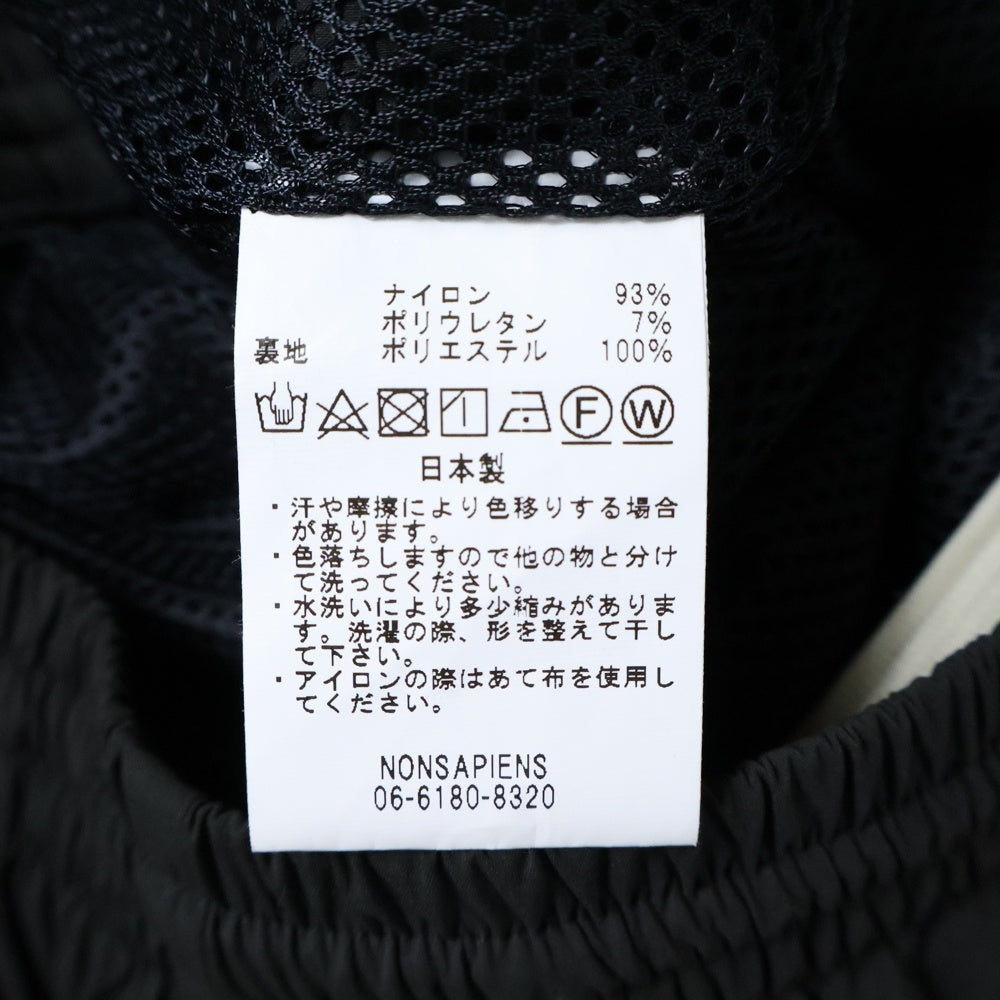 ナイロン 93%
ポリウレタン 7%
裏地 ポリエステル 100%
F W
日本製
・汗や摩擦により色移りする場合
があります。
・色落ちしますので他の物と分け
て洗ってください。
・水洗いにより多少縮みがありま
す。洗濯の際、形を整えて干し
て下さい。
・アイロンの際はあて布を使用し
てください。
NONSAPIENS
06-6180-8320